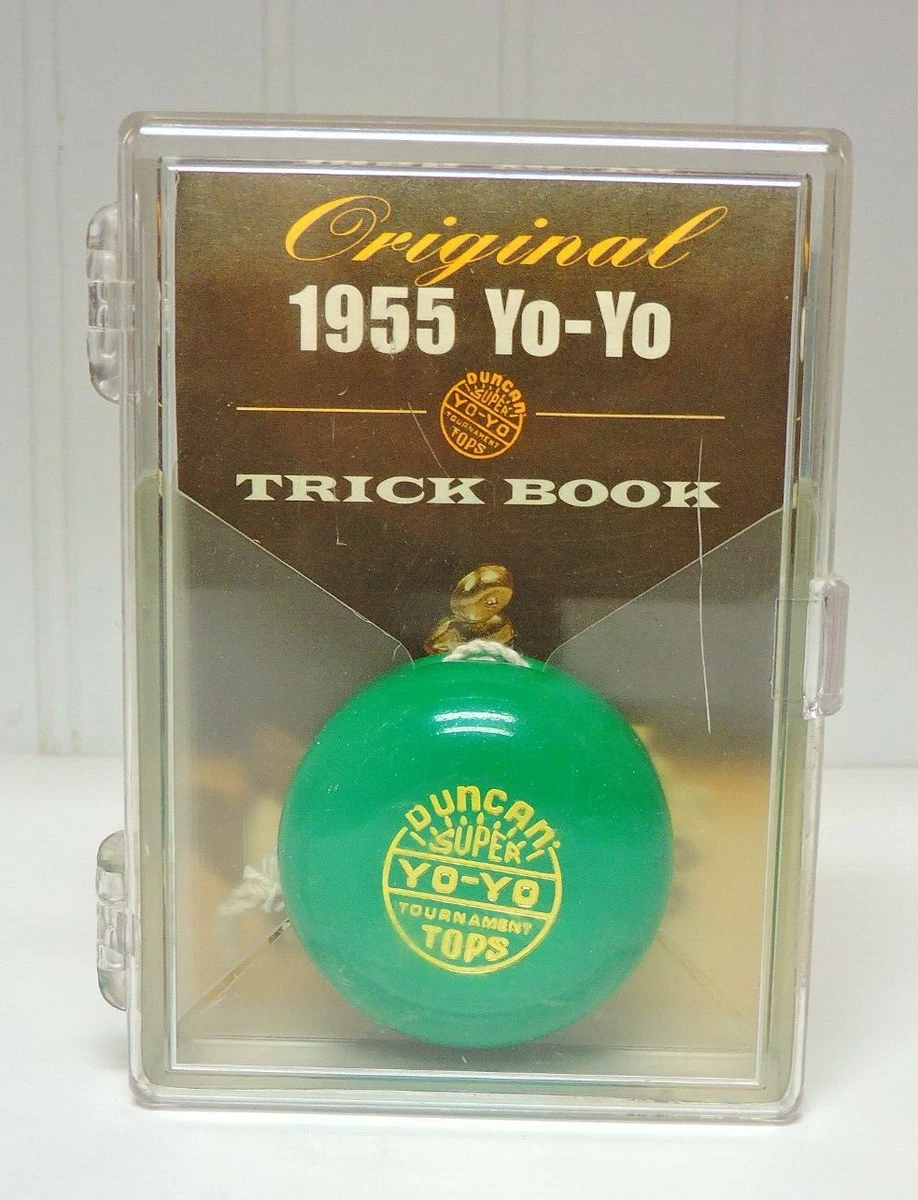 Original
1955 Yo-Yo
DUNCAN
SUPER
YO-YO
TOURNAMENT
TOPS
TRICK BOOK
DUNCAN
SUPER
YO-YO
TOURNAMENT
TOPS